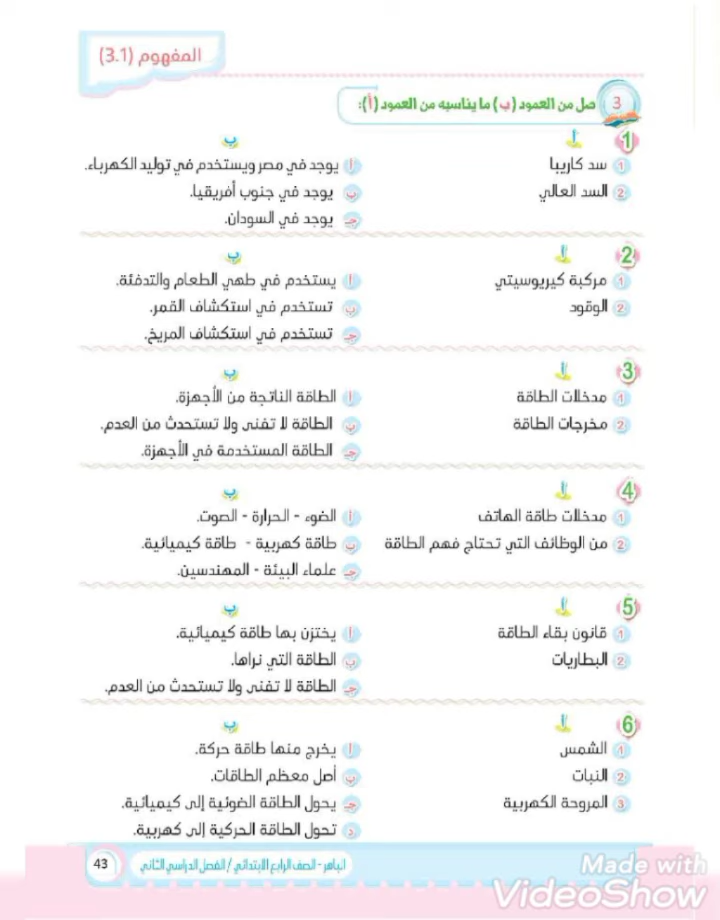 المفهوم (3.1)
3 صل من العمود (ب) ما يناسبه من العمود (أ):
1 أ ب
1 سد كاريبا أ يوجد في مصر ويستخدم في توليد الكهرباء.
2 السد العالي ب يوجد في جنوب أفريقيا.
جـ يوجد في السودان.
2 أ ب
1 مركبة كيريوسيتي أ يستخدم في طهي الطعام والتدفئة.
2 الوقود ب تستخدم في استكشاف القمر.
جـ تستخدم في استكشاف المريخ.
3 أ ب
1 مدخلات الطاقة أ الطاقة الناتجة من الأجهزة.
2 مخرجات الطاقة ب الطاقة لا تفنى ولا تستحدث من العدم.
جـ الطاقة المستخدمة في الأجهزة.
4 أ ب
1 مدخلات طاقة الهاتف أ الضوء - الحرارة - الصوت.
2 من الوظائف التي تحتاج فهم الطاقة ب طاقة كهربية - طاقة كيميائية.
جـ علماء البيئة - المهندسين.
5 أ ب
1 قانون بقاء الطاقة أ يختزن بها طاقة كيميائية.
2 البطاريات ب الطاقة التي نراها.
جـ الطاقة لا تفنى ولا تستحدث من العدم.
6 أ ب
1 الشمس أ يخرج منها طاقة حركة.
2 النبات ب أصل معظم الطاقات.
3 المروحة الكهربية جـ يحول الطاقة الضوئية إلى كيميائية.
د تحول الطاقة الحركية إلى كهربية.
الباهر - الصف الرابع الابتدائي / الفصل الدراسي الثاني 43
Made with
VideoShow